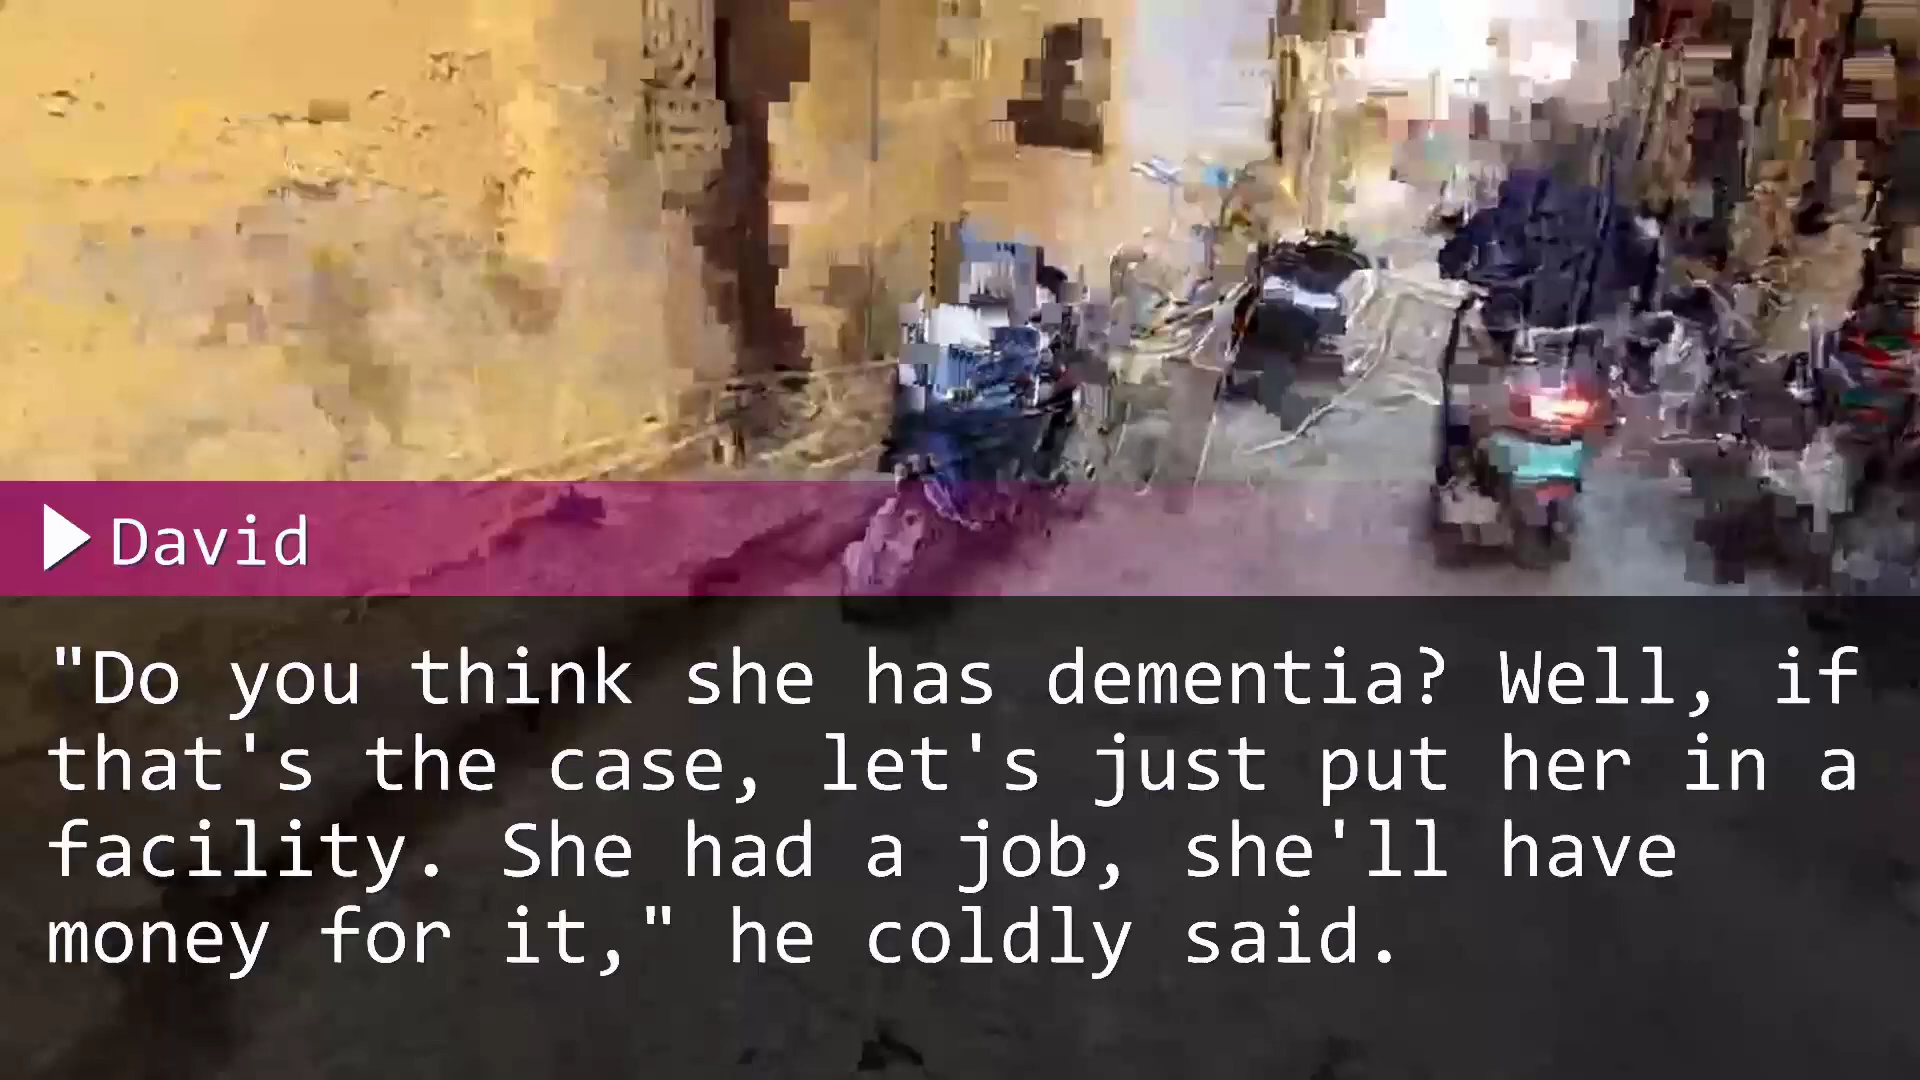 David
"Do you think she has dementia? Well, if
that's the case, let's just put her in a
facility. She had a job, she'll have
money for it," he coldly said.